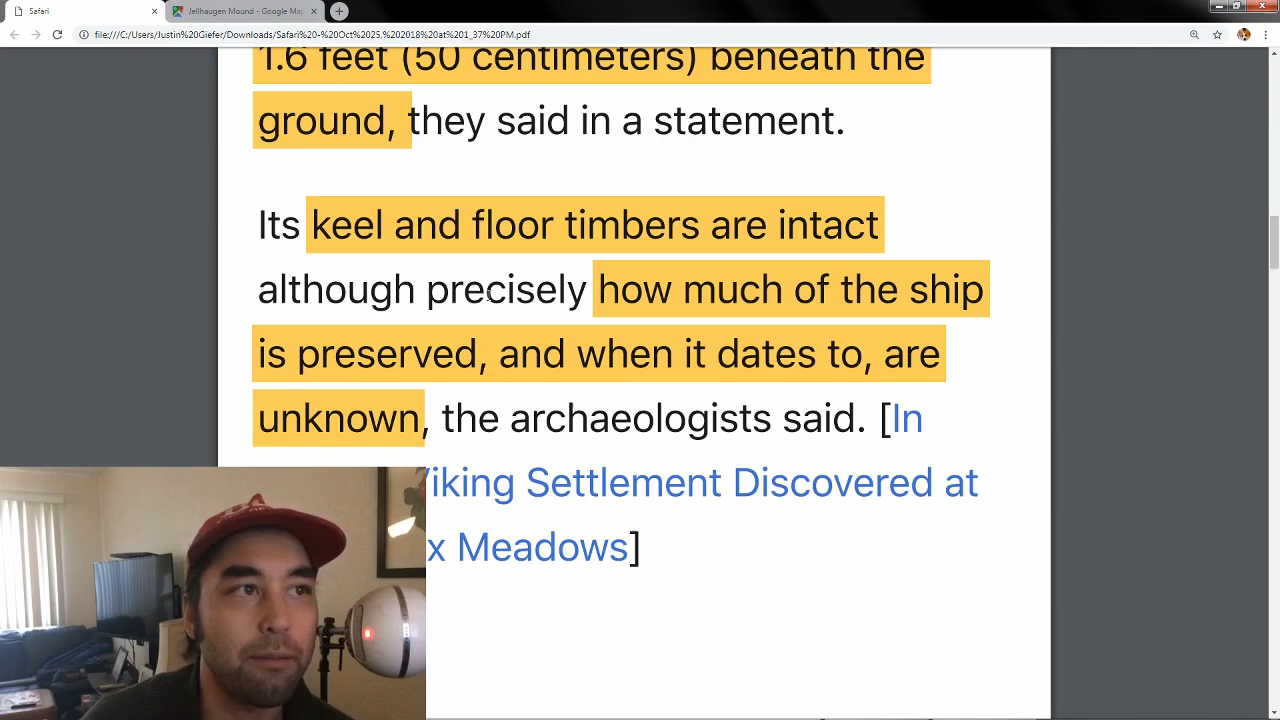 Safari
Jellhaugen Mound - Google Ma
file:///C:/Users/Justin%20Giefer/Downloads/Safari%20-%20Oct%2025,%202018%20at%201_37%20PM.pdf
1.6 feet (50 centimeters) beneath the
ground, they said in a statement.
Its keel and floor timbers are intact
although precisely how much of the ship
is preserved, and when it dates to, are
unknown, the archaeologists said. [In
Viking Settlement Discovered at
x Meadows]